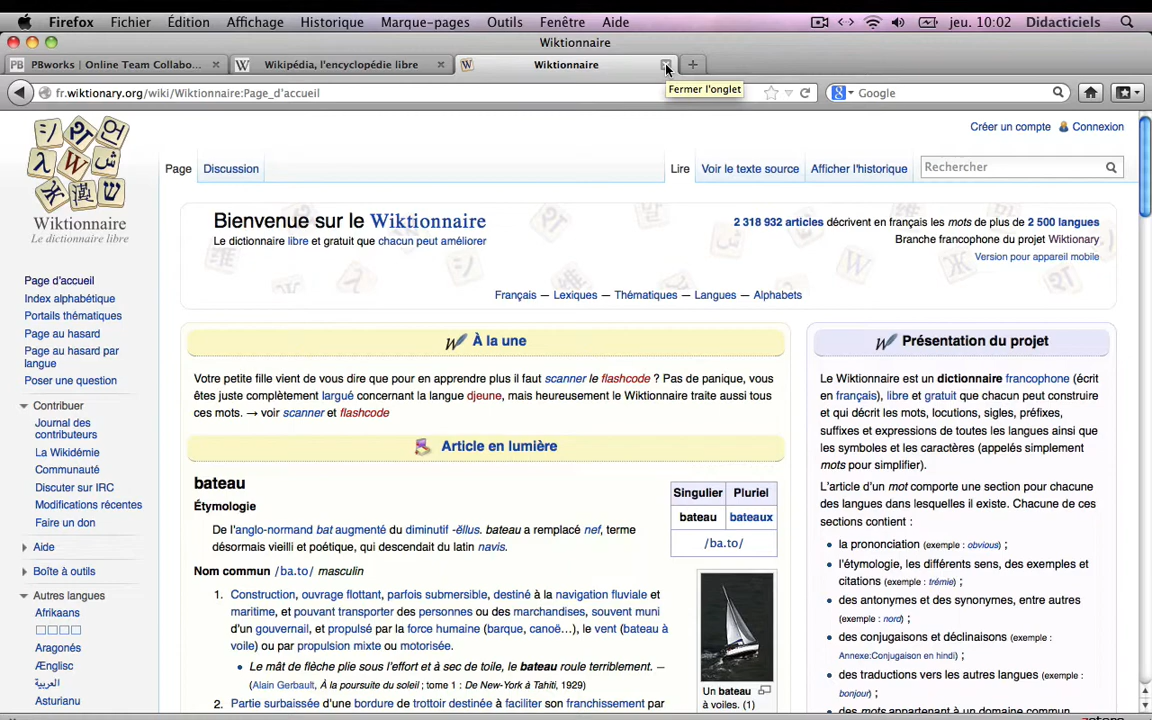 Firefox Fichier Édition Affichage Historique Marque-pages Outils Fenêtre Aide jeu. 10:02 Didacticiels
Wiktionnaire
PBworks | Online Team Collabo... Wikipédia, l'encyclopédie libre Wiktionnaire
Fermer l'onglet
fr.wiktionary.org/wiki/Wiktionnaire:Page_d'accueil Google
Créer un compte Connexion
Page Discussion Lire Voir le texte source Afficher l'historique Rechercher
Wiktionnaire
Le dictionnaire libre
Bienvenue sur le Wiktionnaire
Le dictionnaire libre et gratuit que chacun peut améliorer
2 318 932 articles décrivent en français les mots de plus de 2 500 langues
Branche francophone du projet Wiktionary
Version pour appareil mobile
Français — Lexiques — Thématiques — Langues — Alphabets
Page d'accueil
Index alphabétique
Portails thématiques
Page au hasard
Page au hasard par
langue
Poser une question
Contribuer
Journal des
contributeurs
La Wikidémie
Communauté
Discuter sur IRC
Modifications récentes
Faire un don
Aide
Boîte à outils
Autres langues
Afrikaans
Aragonés
Ænglisc
العربية
Asturianu
À la une
Votre petite fille vient de vous dire que pour en apprendre plus il faut scanner le flashcode ? Pas de panique, vous
êtes juste complètement largué concernant la langue djeune, mais heureusement le Wiktionnaire traite aussi tous
ces mots. → voir scanner et flashcode
Article en lumière
bateau
Étymologie
De l'anglo-normand bat augmenté du diminutif -ĕllus. bateau a remplacé nef, terme
désormais vieilli et poétique, qui descendait du latin navis.
Nom commun /ba.to/ masculin
1. Construction, ouvrage flottant, parfois submersible, destiné à la navigation fluviale et
maritime, et pouvant transporter des personnes ou des marchandises, souvent muni
d'un gouvernail, et propulsé par la force humaine (barque, canoë…), le vent (bateau à
voile) ou par propulsion mixte ou motorisée.
Le mât de flèche plie sous l'effort et à sec de toile, le bateau roule terriblement. —
(Alain Gerbault, À la poursuite du soleil ; tome 1 : De New-York à Tahiti, 1929)
2. Partie surbaissée d'une bordure de trottoir destinée à faciliter son franchissement par
Singulier Pluriel
bateau bateaux
/ba.to/
Un bateau
à voiles. (1)
Présentation du projet
Le Wiktionnaire est un dictionnaire francophone (écrit
en français), libre et gratuit que chacun peut construire
et qui décrit les mots, locutions, sigles, préfixes,
suffixes et expressions de toutes les langues ainsi que
les symboles et les caractères (appelés simplement
mots pour simplifier).
L'article d'un mot comporte une section pour chacune
des langues dans lesquelles il existe. Chacune de ces
sections contient :
la prononciation (exemple : obvious) ;
l'étymologie, les différents sens, des exemples et
citations (exemple : trémie) ;
des antonymes et des synonymes, entre autres
(exemple : nord) ;
des conjugaisons et déclinaisons (exemple :
Annexe:Conjugaison en hindi) ;
des traductions vers les autres langues (exemple :
bonjour) ;
des mots appartenant à un domaine commun
zotero